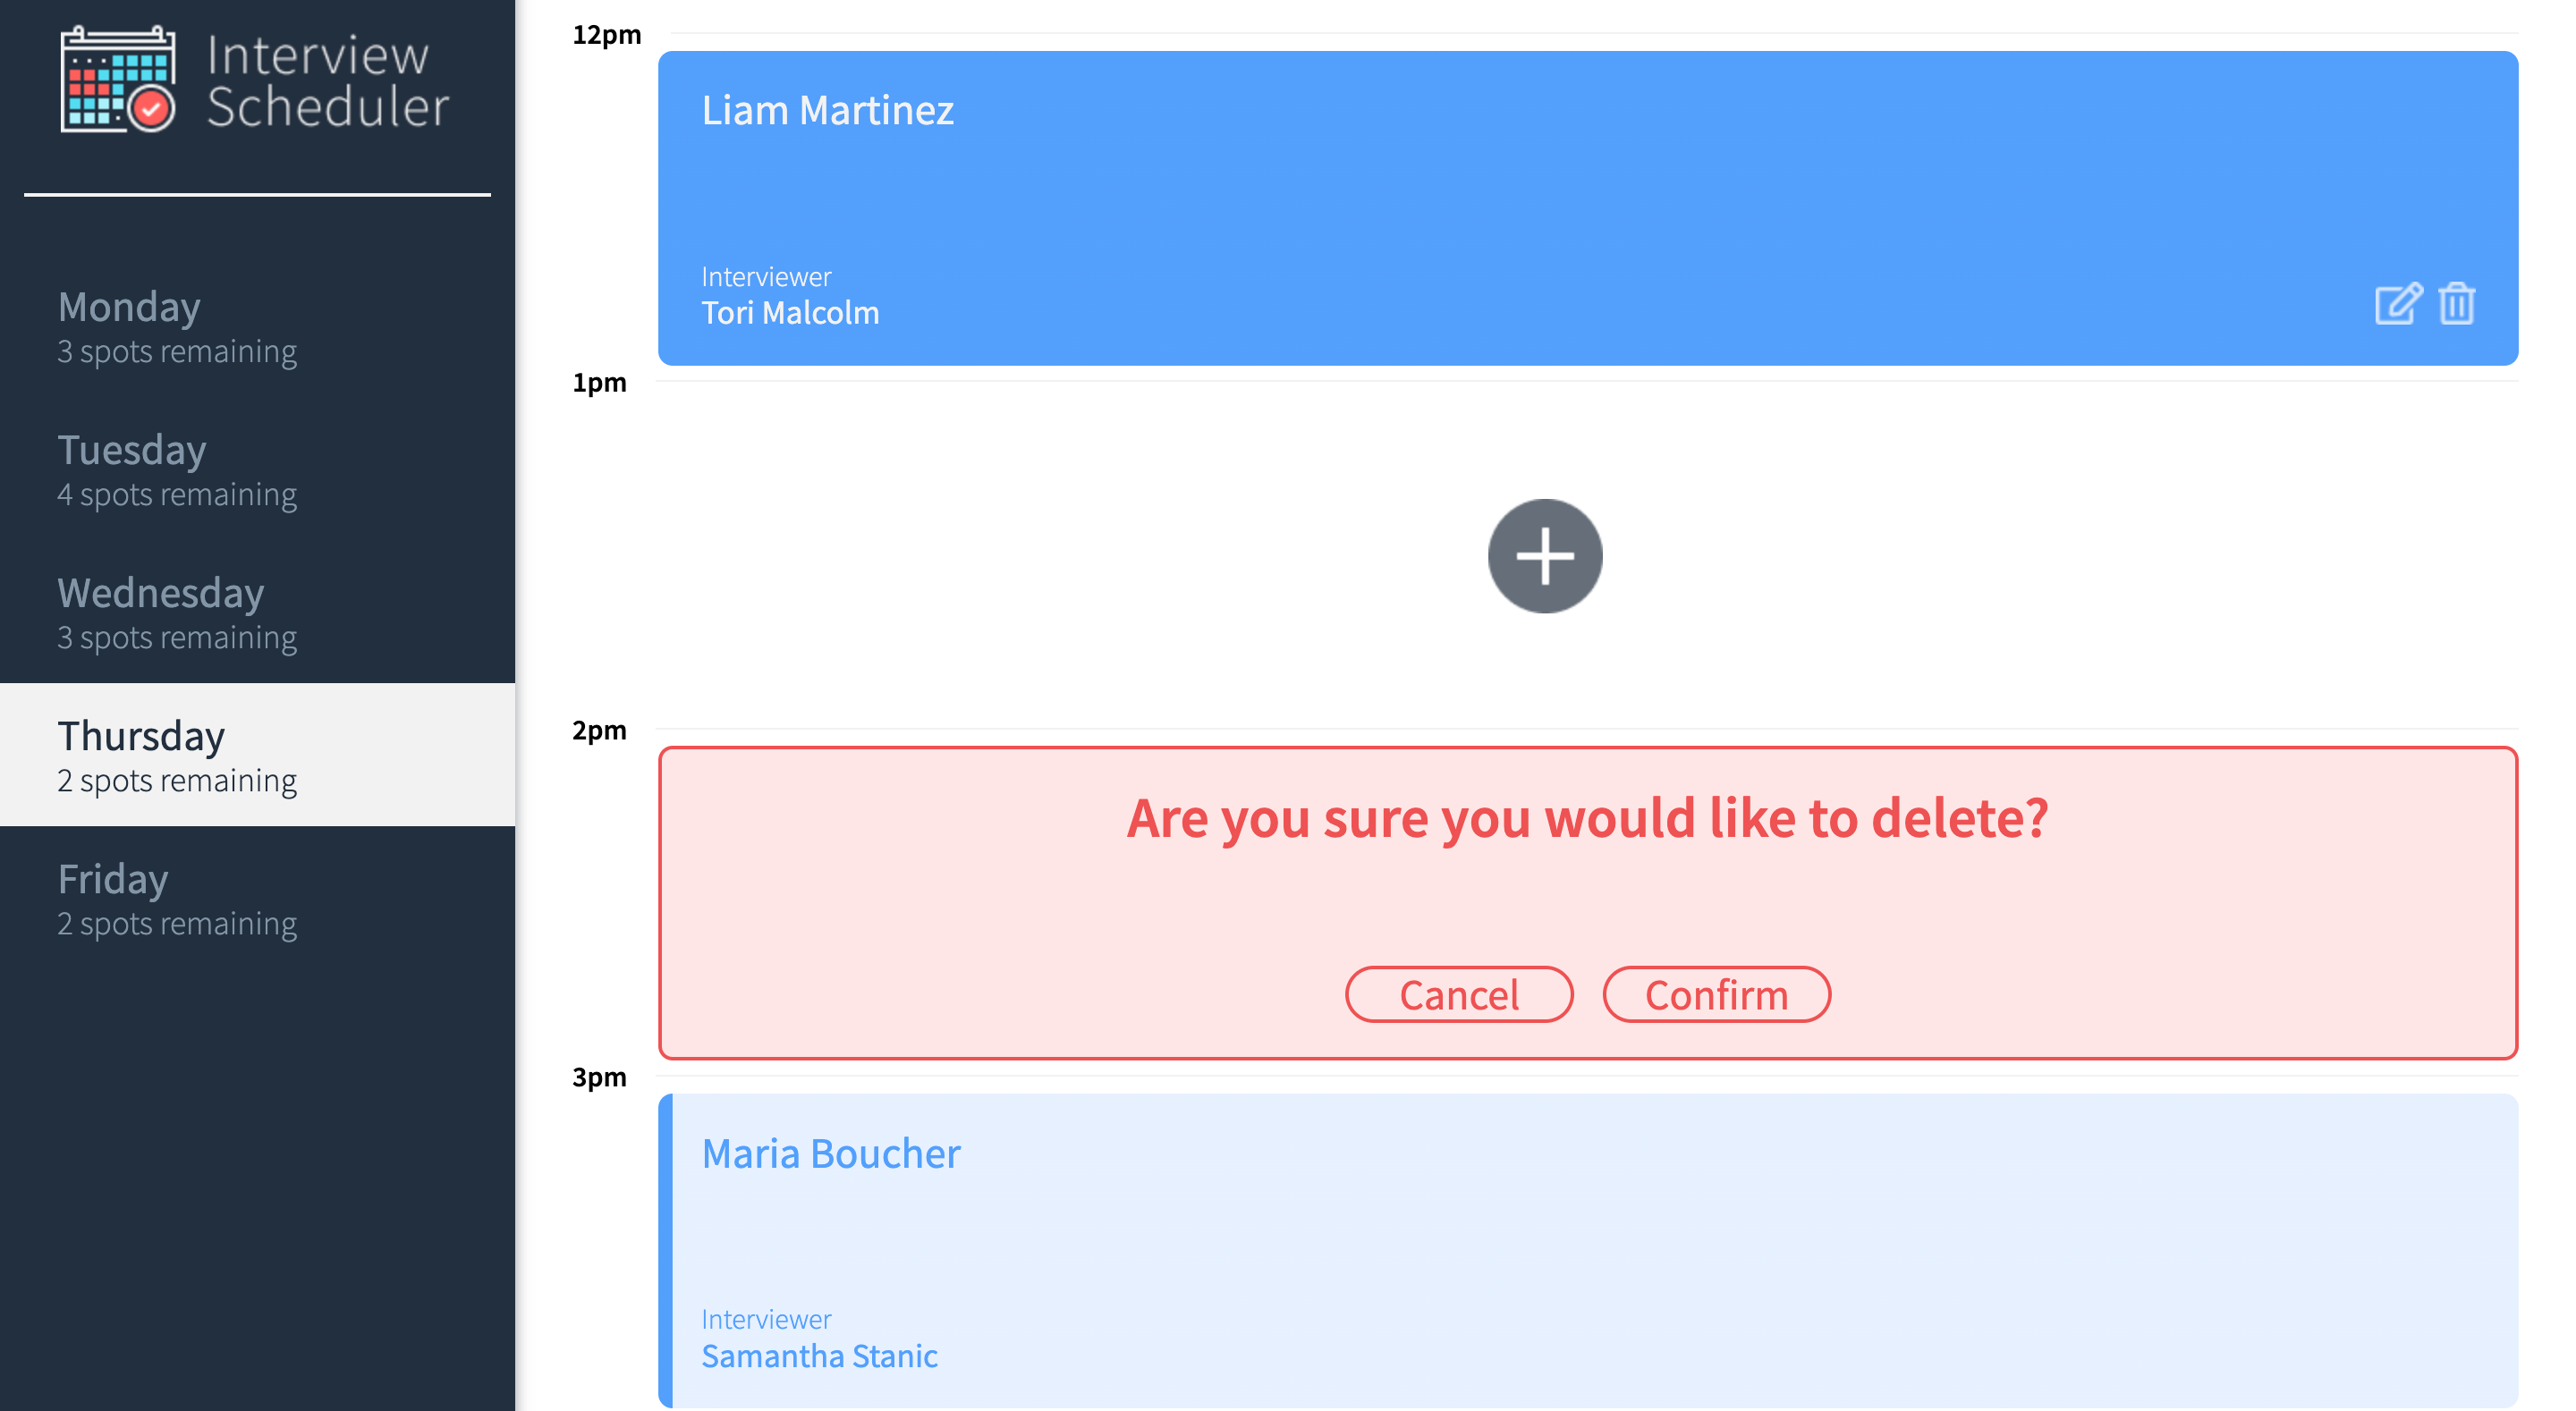 Interview
Scheduler
Monday
3 spots remaining
Tuesday
4 spots remaining
Wednesday
3 spots remaining
Thursday
2 spots remaining
Friday
2 spots remaining
12pm
Liam Martinez
Interviewer
Tori Malcolm
1pm
2pm
Are you sure you would like to delete?
Cancel Confirm
3pm
Maria Boucher
Interviewer
Samantha Stanic